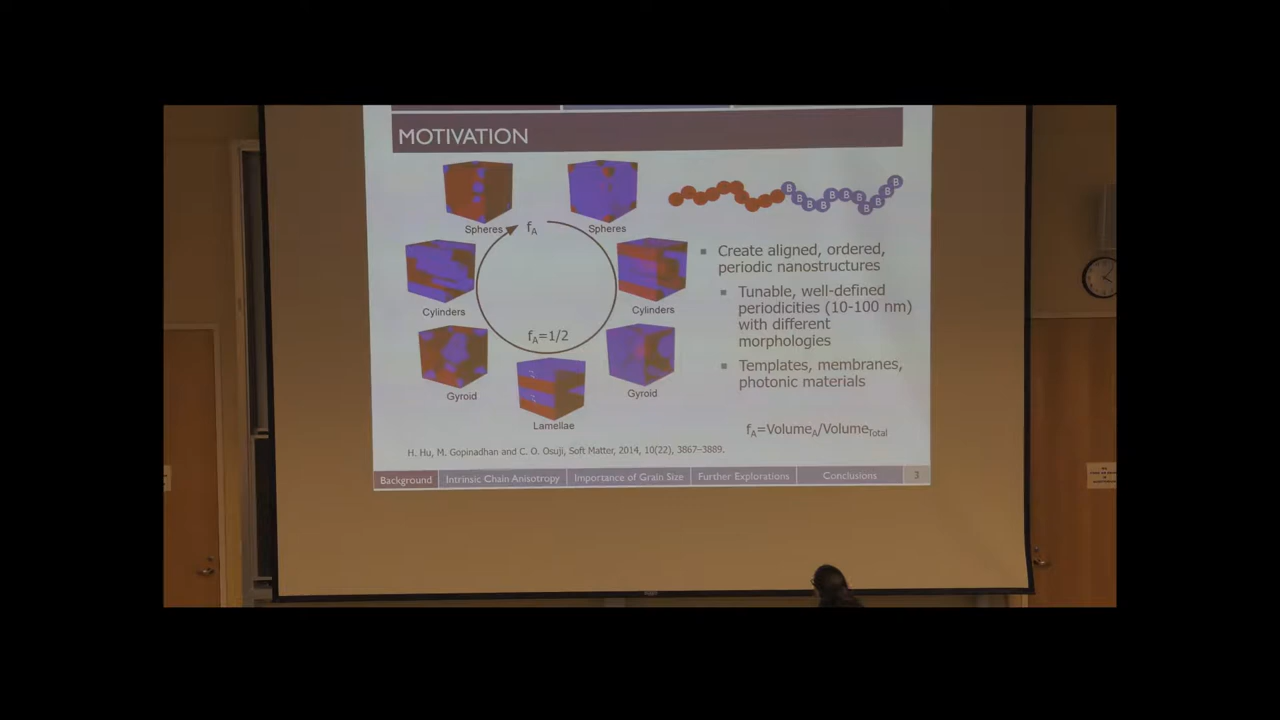 MOTIVATION
Spheres
fA
Spheres
Cylinders
Cylinders
fA=1/2
Gyroid
Gyroid
Lamellae
B B B B B B B B B
Create aligned, ordered,
periodic nanostructures
Tunable, well-defined
periodicities (10-100 nm)
with different
morphologies
Templates, membranes,
photonic materials
fA=VolumeA/VolumeTotal
H. Hu, M. Gopinadhan and C. O. Osuji, Soft Matter, 2014, 10(22), 3867–3889.
Background Intrinsic Chain Anisotropy Importance of Grain Size Further Explorations Conclusions 3